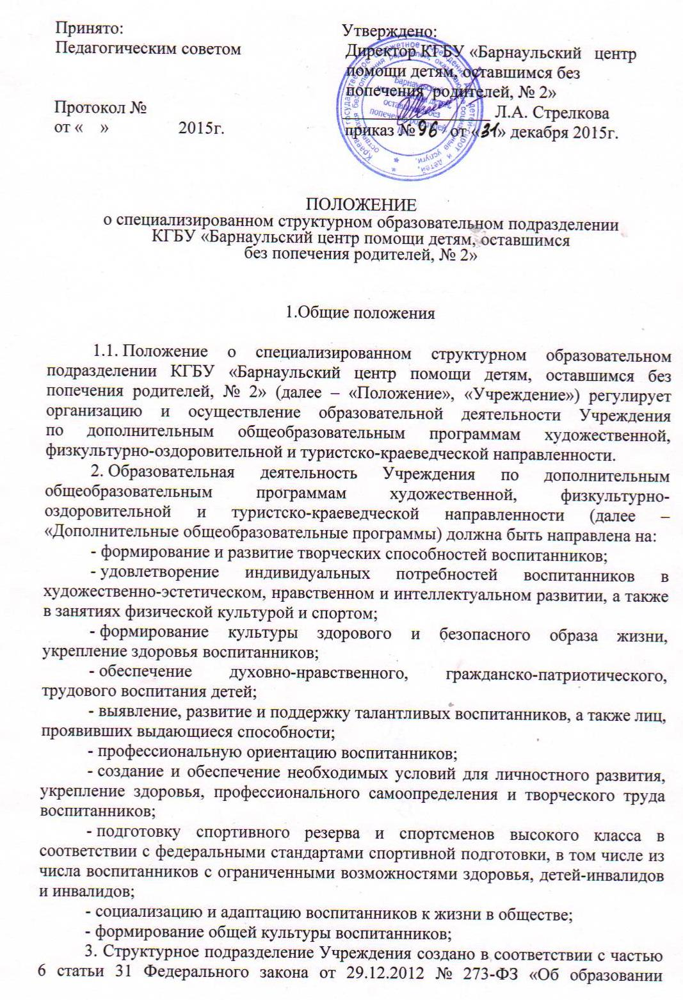 Принято:
Педагогическим советом
Протокол №
от «    »                2015г.
Утверждено:
Директор КГБУ «Барнаульский центр
помощи детям, оставшимся без
попечения родителей, № 2»
________________ Л.А. Стрелкова
приказ № 96 от «31» декабря 2015г.
Барнаульский
оставшимся без
попечения родителей,
ПОЛОЖЕНИЕ
о специализированном структурном образовательном подразделении
КГБУ «Барнаульский центр помощи детям, оставшимся
без попечения родителей, № 2»
1.Общие положения
1.1. Положение о специализированном структурном образовательном
подразделении КГБУ «Барнаульский центр помощи детям, оставшимся без
попечения родителей, № 2» (далее – «Положение», «Учреждение») регулирует
организацию и осуществление образовательной деятельности Учреждения
по дополнительным общеобразовательным программам художественной,
физкультурно-оздоровительной и туристско-краеведческой направленности.
2. Образовательная деятельность Учреждения по дополнительным
общеобразовательным программам художественной, физкультурно-
оздоровительной и туристско-краеведческой направленности (далее –
«Дополнительные общеобразовательные программы) должна быть направлена на:
- формирование и развитие творческих способностей воспитанников;
- удовлетворение индивидуальных потребностей воспитанников в
художественно-эстетическом, нравственном и интеллектуальном развитии, а также
в занятиях физической культурой и спортом;
- формирование культуры здорового и безопасного образа жизни,
укрепление здоровья воспитанников;
- обеспечение духовно-нравственного, гражданско-патриотического,
трудового воспитания детей;
- выявление, развитие и поддержку талантливых воспитанников, а также лиц,
проявивших выдающиеся способности;
- профессиональную ориентацию воспитанников;
- создание и обеспечение необходимых условий для личностного развития,
укрепление здоровья, профессионального самоопределения и творческого труда
воспитанников;
- подготовку спортивного резерва и спортсменов высокого класса в
соответствии с федеральными стандартами спортивной подготовки, в том числе из
числа воспитанников с ограниченными возможностями здоровья, детей-инвалидов
и инвалидов;
- социализацию и адаптацию воспитанников к жизни в обществе;
- формирование общей культуры воспитанников;
3. Структурное подразделение Учреждения создано в соответствии с частью
6 статьи 31 Федерального закона от 29.12.2012 № 273-ФЗ «Об образовании